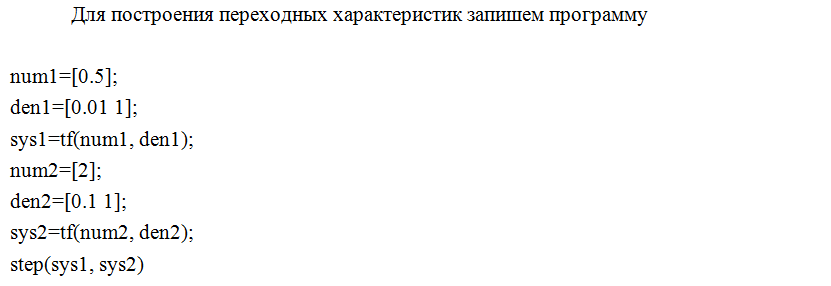 Для построения переходных характеристик запишем программу
num1=[0.5];
den1=[0.01 1];
sys1=tf(num1, den1);
num2=[2];
den2=[0.1 1];
sys2=tf(num2, den2);
step(sys1, sys2)